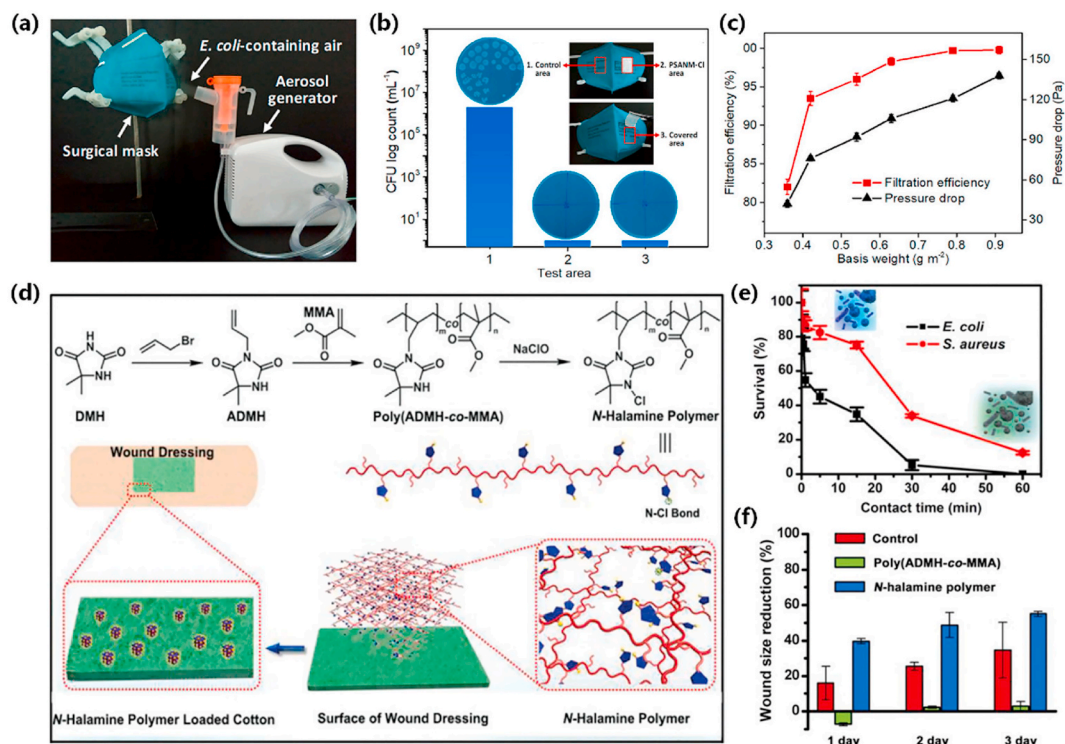 (a)
E. coli-containing air
Aerosol
generator
Surgical mask
(b)
CFU log count (mL⁻¹)
10⁹
10⁷
10⁵
10³
10¹
1. Control
area
2. PSANM-Cl
area
3. Covered
area
1
2
3
Test area
(c)
Filtration efficiency (%)
00
95
90
85
80
Pressure drop (Pa)
150
120
90
60
30
Filtration efficiency
Pressure drop
0.3
0.4
0.5
0.6
0.7
0.8
0.9
Basis weight (g m⁻²)
(d)
DMH
Br
ADMH
MMA
Poly(ADMH-co-MMA)
NaClO
N-Halamine Polymer
Wound Dressing
N-Cl Bond
N-Halamine Polymer Loaded Cotton
Surface of Wound Dressing
N-Halamine Polymer
(e)
Survival (%)
100
80
60
40
20
0
E. coli
S. aureus
0
10
20
30
40
50
60
Contact time (min)
(f)
Wound size reduction (%)
100
80
60
40
20
0
Control
Poly(ADMH-co-MMA)
N-halamine polymer
1 day
2 day
3 day